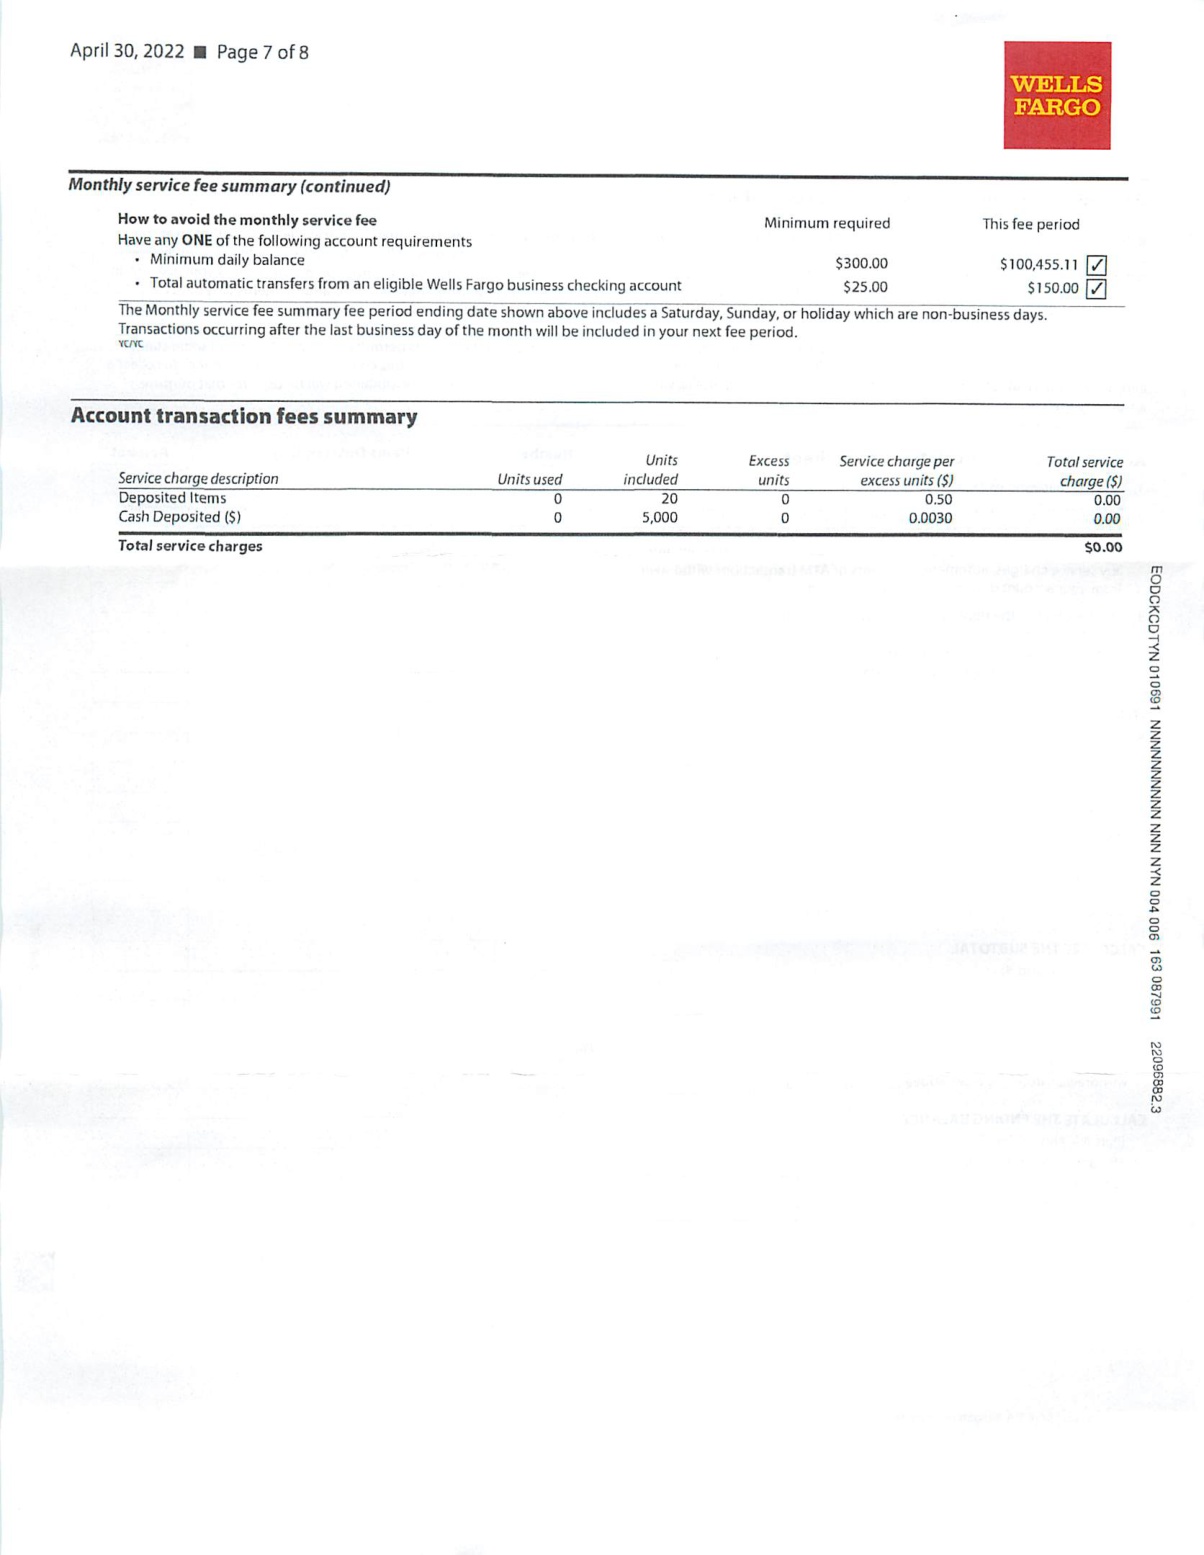 April 30, 2022 ■ Page 7 of 8
WELLS
FARGO
Monthly service fee summary (continued)
How to avoid the monthly service fee Minimum required This fee period
Have any ONE of the following account requirements
• Minimum daily balance $300.00 $100,455.11 ☑
• Total automatic transfers from an eligible Wells Fargo business checking account $25.00 $150.00 ☑
The Monthly service fee summary fee period ending date shown above includes a Saturday, Sunday, or holiday which are non-business days.
Transactions occurring after the last business day of the month will be included in your next fee period.
YC/YC
Account transaction fees summary
Units Excess Service charge per Total service
Service charge description Units used included units excess units ($) charge ($)
Deposited Items 0 20 0 0.50 0.00
Cash Deposited ($) 0 5,000 0 0.0030 0.00
Total service charges $0.00
EODCKCDTYN 010691 NNNNNNNNNN NNN NYN 004 006 163 087991 22096882.3